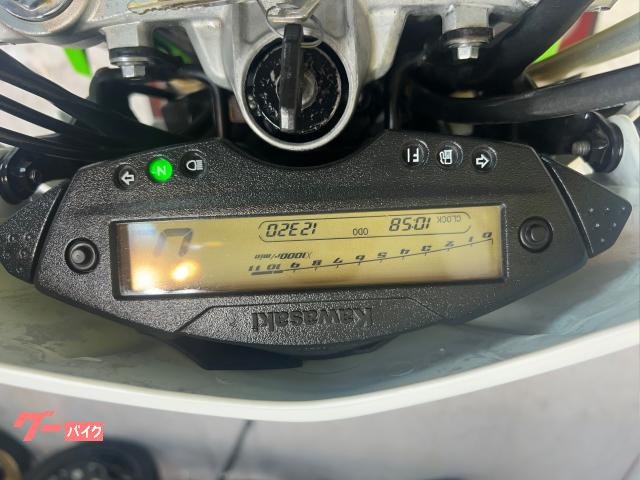 Kawasaki
0 1 2 3 4 5 6 7 8 9 10 11
X1000r/min
CLOCK 10:58 ODO 12320
FI
N
グーバイク